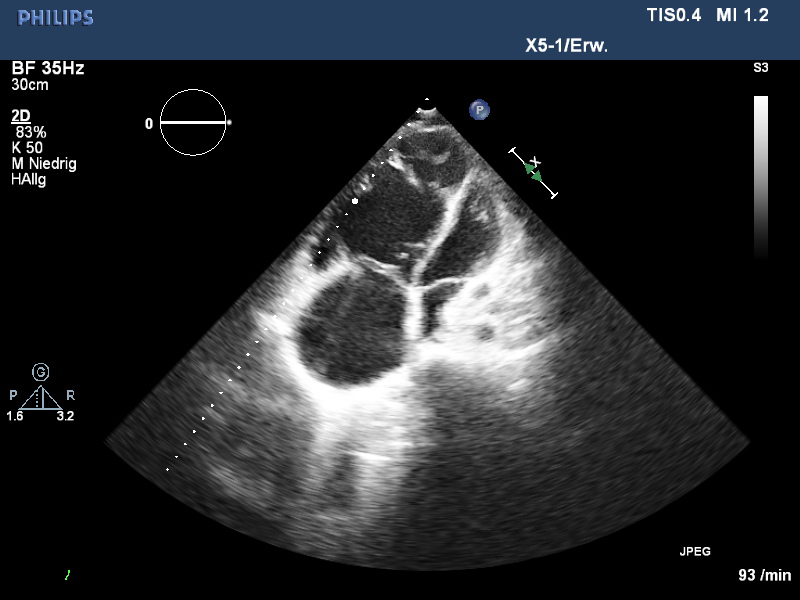 PHILIPS
TIS0.4 MI 1.2
X5-1/Erw.
BF 35Hz
30cm
2D
83%
K 50
M Niedrig
HAllg
0
P
X
S3
G
P R
1.6 3.2
JPEG
93 /min